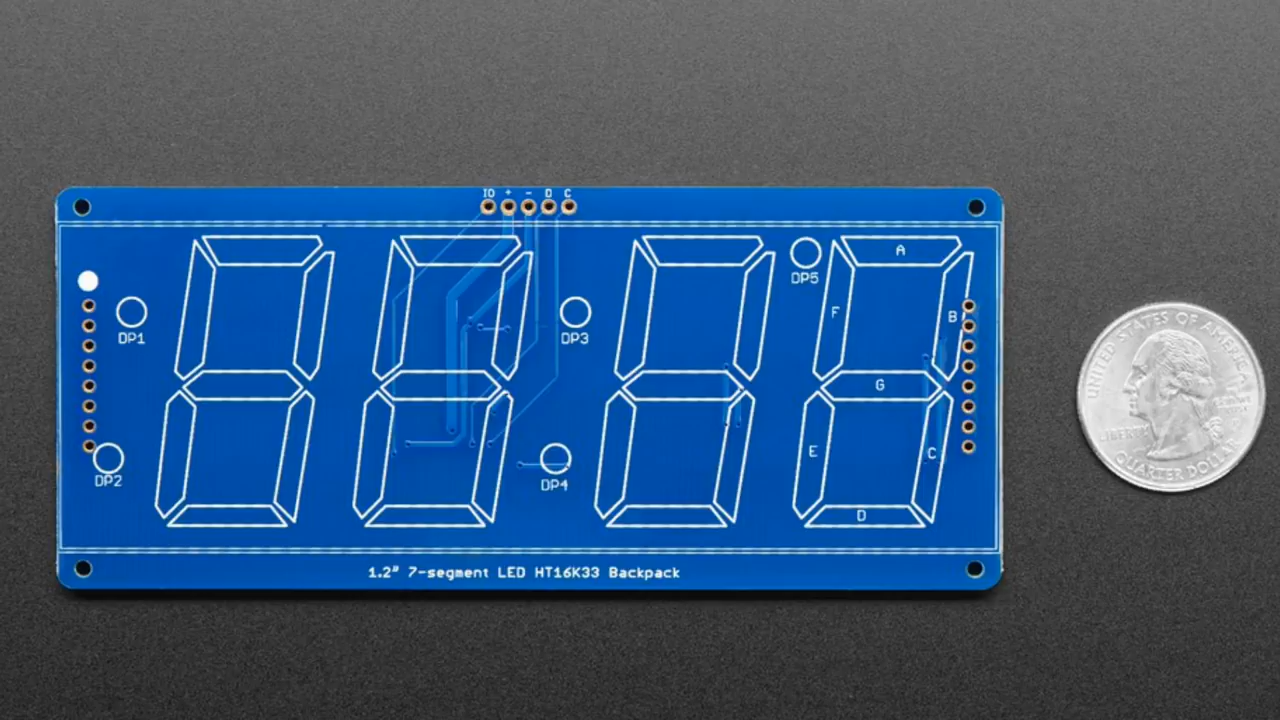 IO + - D C
DP5
A
F
B
DP1
DP3
G
E
C
DP2
DP4
D
1.2" 7-segment LED HT16K33 Backpack
UNITED STATES OF AMERICA
LIBERTY
QUARTER DOLLAR